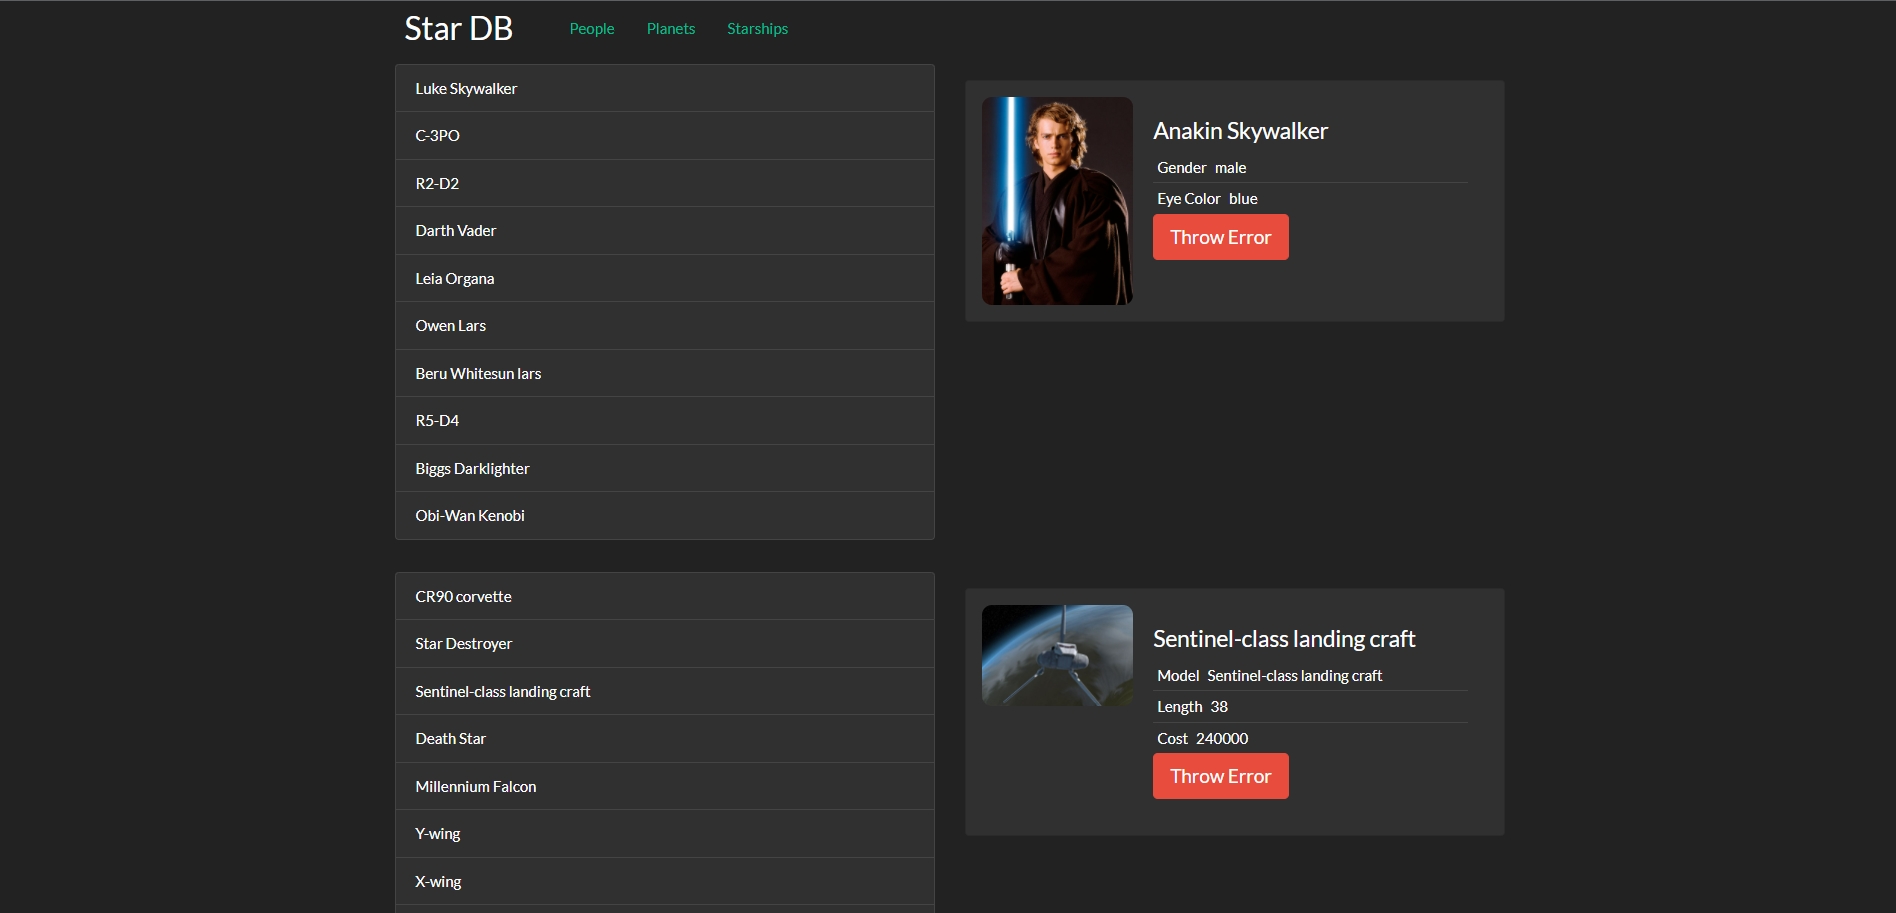 Star DB
People
Planets
Starships
Luke Skywalker
C-3PO
R2-D2
Darth Vader
Leia Organa
Owen Lars
Beru Whitesun lars
R5-D4
Biggs Darklighter
Obi-Wan Kenobi
Anakin Skywalker
Gender male
Eye Color blue
Throw Error
CR90 corvette
Star Destroyer
Sentinel-class landing craft
Death Star
Millennium Falcon
Y-wing
X-wing
Sentinel-class landing craft
Model Sentinel-class landing craft
Length 38
Cost 240000
Throw Error